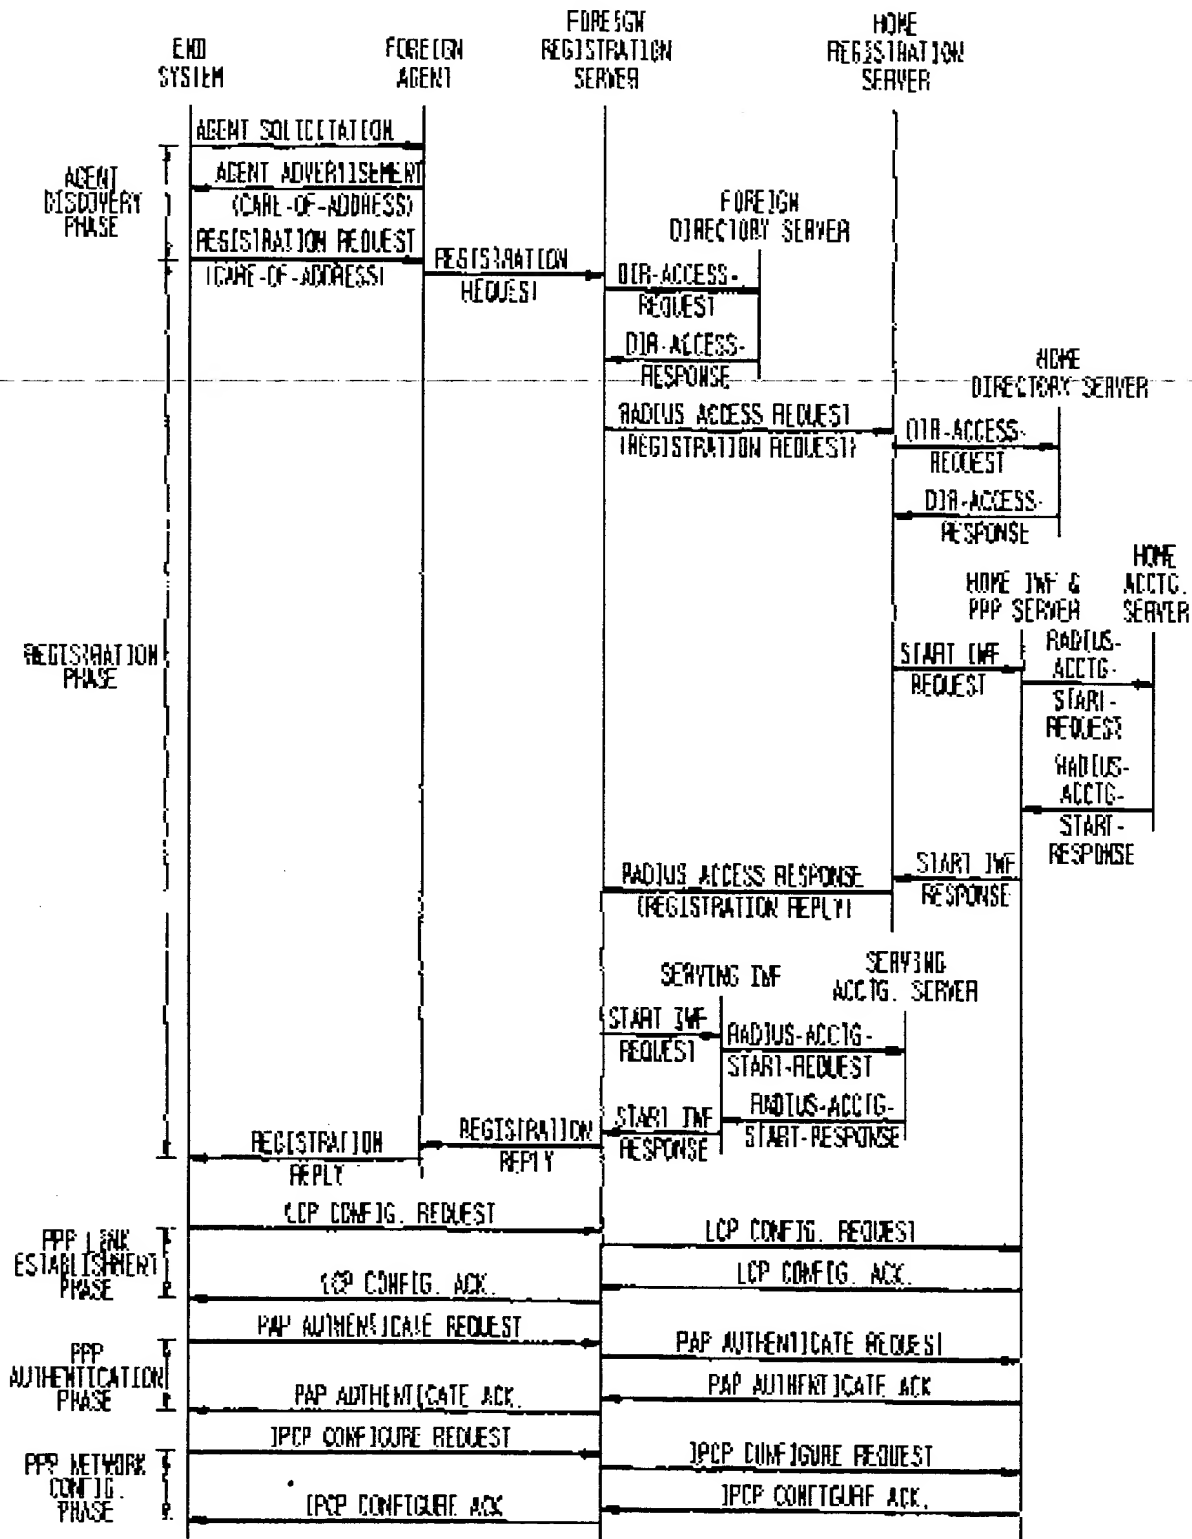 END
SYSTEM
FOREIGN
AGENT
FOREIGN
REGISTRATION
SERVER
HOME
REGISTRATION
SERVER
AGENT SOLICITATION
AGENT
DISCOVERY
PHASE
AGENT ADVERTISEMENT
(CARE-OF-ADDRESS)
REGISTRATION REQUEST
(CARE-OF-ADDRESS)
REGISTRATION
REQUEST
FOREIGN
DIRECTORY SERVER
DIR-ACCESS-
REQUEST
DIR-ACCESS-
RESPONSE
HOME
DIRECTORY SERVER
RADIUS ACCESS REQUEST
(REGISTRATION REQUEST)
DIR-ACCESS-
REQUEST
DIR-ACCESS-
RESPONSE
HOME IWF &
PPP SERVER
HOME
ACCTG.
SERVER
REGISTRATION
PHASE
START IWF
REQUEST
RADIUS-
ACCTG-
START-
REQUEST
RADIUS-
ACCTG-
START-
RESPONSE
START IWF
RESPONSE
RADIUS ACCESS RESPONSE
(REGISTRATION REPLY)
SERVING IWF
SERVING
ACCTG. SERVER
START IWF
REQUEST
RADIUS-ACCTG-
START-REQUEST
RADIUS-ACCTG-
START-RESPONSE
START IWF
RESPONSE
REGISTRATION
REPLY
REGISTRATION
REPLY
PPP LINK
ESTABLISHMENT
PHASE
LCP CONFIG. REQUEST
LCP CONFIG. REQUEST
LCP CONFIG. ACK.
LCP CONFIG. ACK.
PPP
AUTHENTICATION
PHASE
PAP AUTHENTICATE REQUEST
PAP AUTHENTICATE REQUEST
PAP AUTHENTICATE ACK
PAP AUTHENTICATE ACK.
PPP NETWORK
CONFIG.
PHASE
IPCP CONFIGURE REQUEST
IPCP CONFIGURE REQUEST
IPCP CONFIGURE ACK.
IPCP CONFIGURE ACK